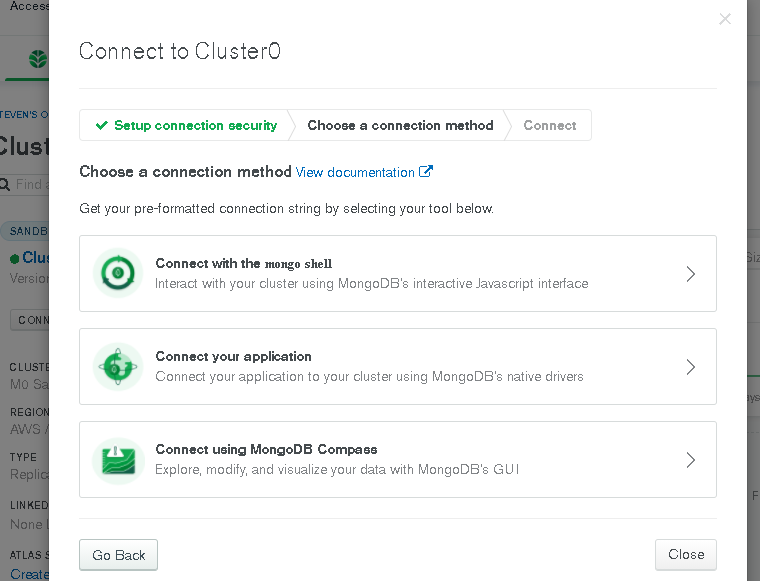 Access
Connect to Cluster0
TEVEN'S O
Clust
Find a
SANDB
Clus
Version
CONN
CLUSTE
M0 Sa
REGION
AWS /
TYPE
Replica
LINKED
None L
ATLAS S
Create
Setup connection security
Choose a connection method
Connect
Choose a connection method View documentation
Get your pre-formatted connection string by selecting your tool below.
Connect with the mongo shell
Interact with your cluster using MongoDB's interactive Javascript interface
Connect your application
Connect your application to your cluster using MongoDB's native drivers
Connect using MongoDB Compass
Explore, modify, and visualize your data with MongoDB's GUI
Go Back
Close